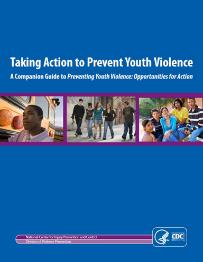 Taking Action to Prevent Youth Violence
A Companion Guide to Preventing Youth Violence: Opportunities for Action
National Center for Injury Prevention and Control
Division of Violence Prevention
CDC